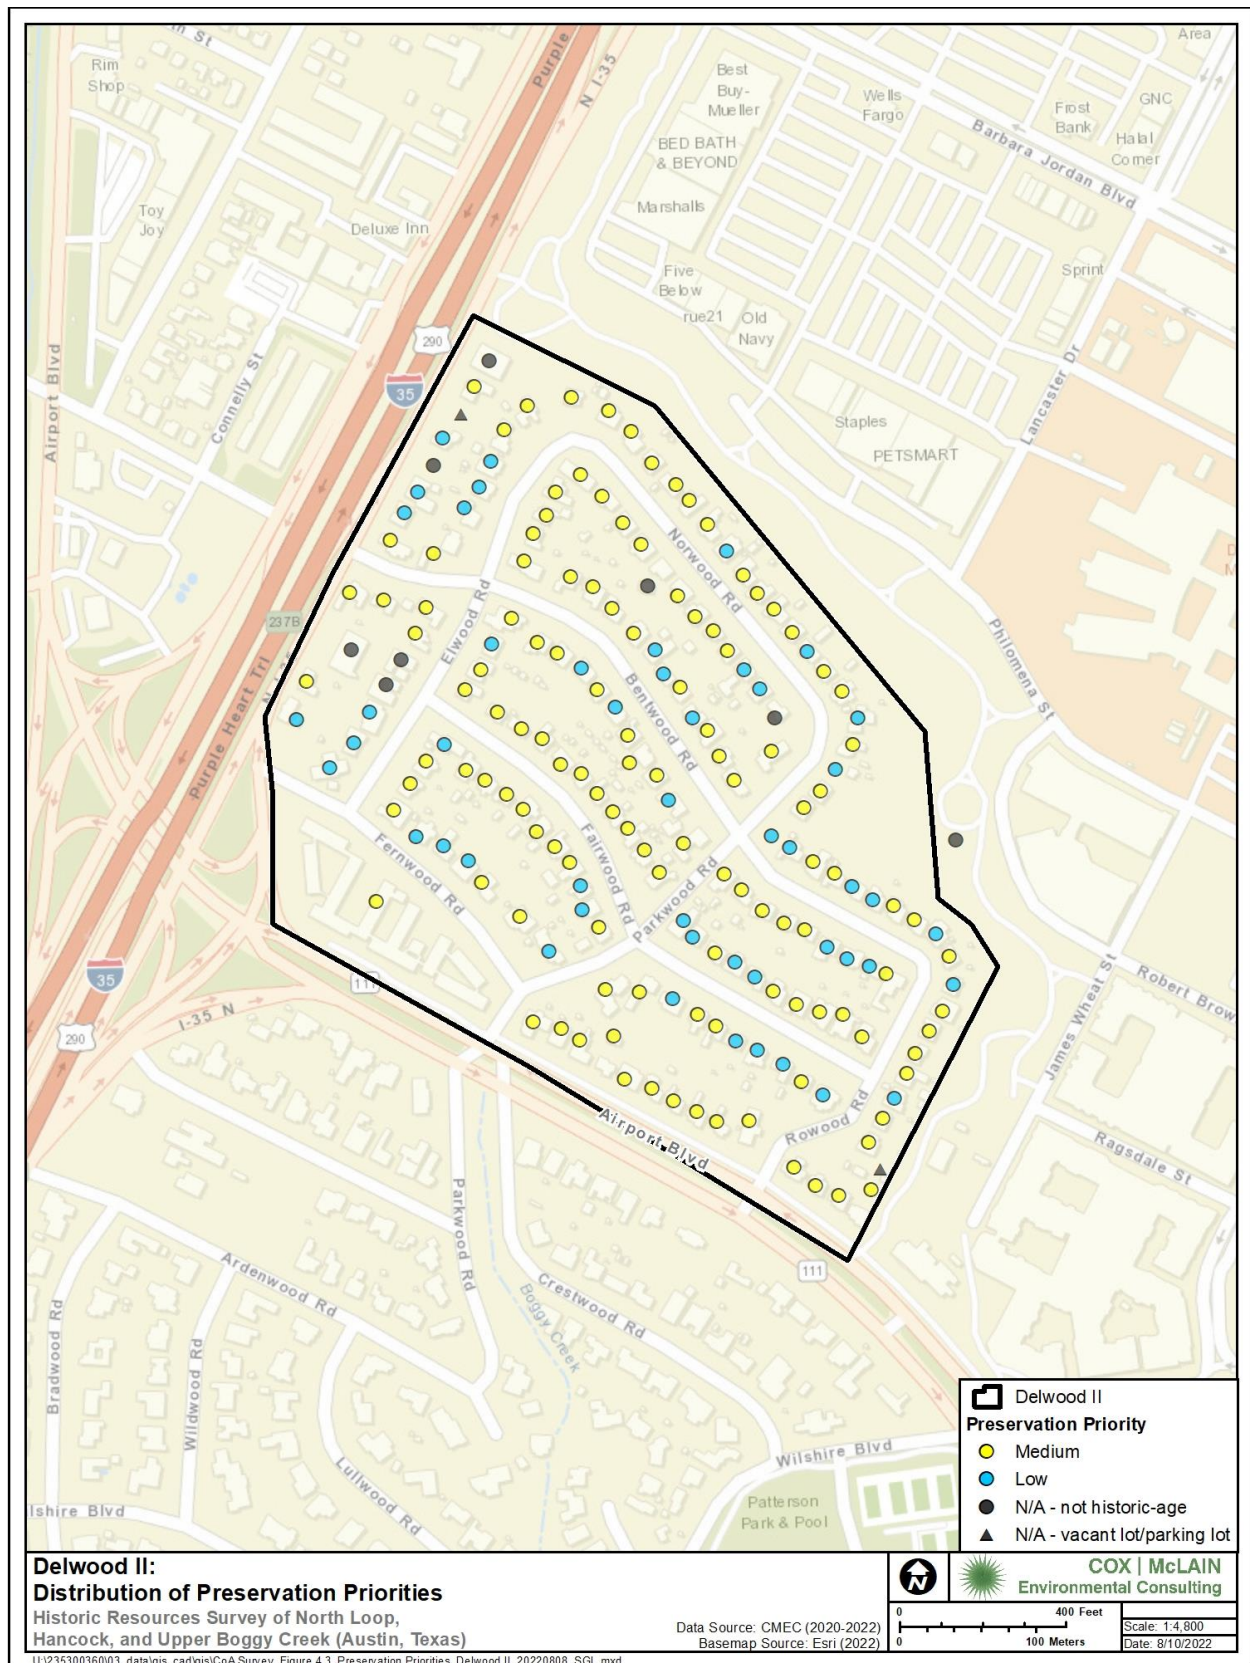 Rim
Shop
Purple
N I-35
Best
Buy-
Mueller
BED BATH
& BEYOND
Marshalls
Wells
Fargo
Area
Frost
Bank
GNC
Halal
Corner
Barbara Jordan Blvd
Toy
Joy
Deluxe Inn
Five
Below
rue21
Old
Navy
Sprint
290
35
Airport Blvd
Connelly St
Lancaster Dr
Staples
PETSMART
Norwood Rd
Elwood Rd
237B
Purple Heart Trl
Bentwood Rd
Philomena St
Fernwood Rd
Fairwood Rd
Parkwood Rd
35
290
I-35 N
111
James Wheat St
Robert Brow
Rowood Rd
Airport Blvd
Ragsdale St
Parkwood Rd
Ardenwood Rd
Crestwood Rd
Boggy Creek
111
Bradwood Rd
Wildwood Rd
Lullwood Rd
lshire Blvd
Wilshire Blvd
Patterson
Park & Pool
Delwood II
Preservation Priority
Medium
Low
N/A - not historic-age
N/A - vacant lot/parking lot
Delwood II:
Distribution of Preservation Priorities
Historic Resources Survey of North Loop,
Hancock, and Upper Boggy Creek (Austin, Texas)
Data Source: CMEC (2020-2022)
Basemap Source: Esri (2022)
N
COX | McLAIN
Environmental Consulting
0 400 Feet
0 100 Meters
Scale: 1:4,800
Date: 8/10/2022